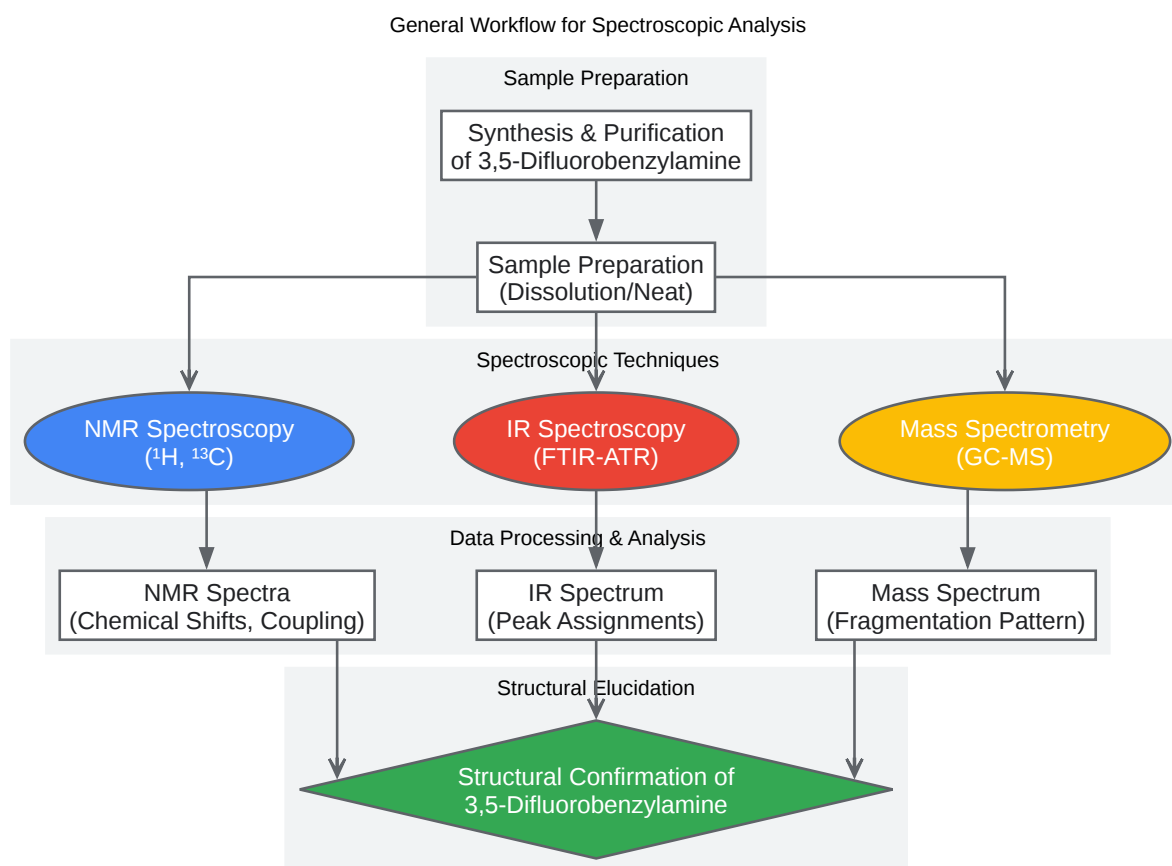 General Workflow for Spectroscopic Analysis
Sample Preparation
Synthesis & Purification
of 3,5-Difluorobenzylamine
Sample Preparation
(Dissolution/Neat)
Spectroscopic Techniques
NMR Spectroscopy
(¹H, ¹³C)
IR Spectroscopy
(FTIR-ATR)
Mass Spectrometry
(GC-MS)
Data Processing & Analysis
NMR Spectra
(Chemical Shifts, Coupling)
IR Spectrum
(Peak Assignments)
Mass Spectrum
(Fragmentation Pattern)
Structural Elucidation
Structural Confirmation of
3,5-Difluorobenzylamine